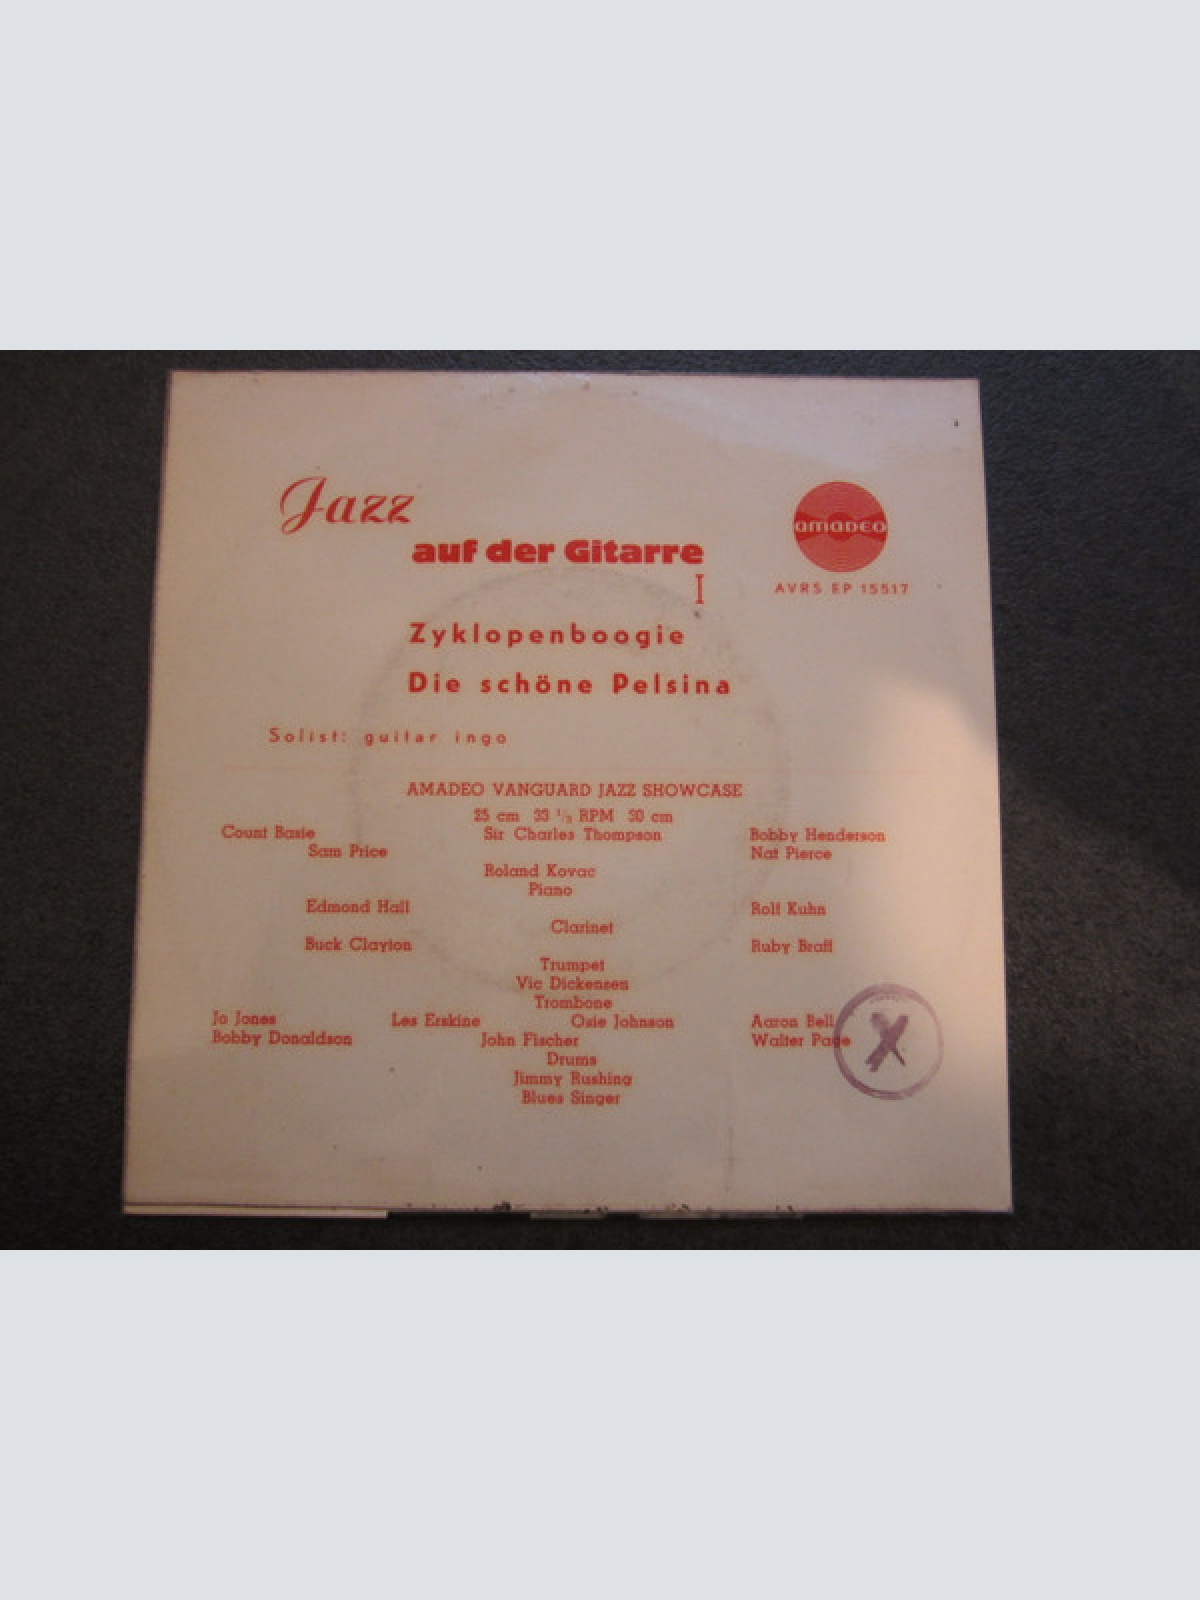 Jazz
auf der Gitarre
I
amadeo
AVRS EP 15517
Zyklopenboogie
Die schöne Pelsina
Solist: guitar ingo
AMADEO VANGUARD JAZZ SHOWCASE
25 cm 33 1/3 RPM 30 cm
Count Basie Sir Charles Thompson Bobby Henderson
Sam Price Nat Pierce
Roland Kovac
Piano
Edmond Hall Rolf Kuhn
Clarinet
Buck Clayton Ruby Braff
Trumpet
Vic Dickensen
Trombone
Jo Jones Les Erskine Osie Johnson Aaron Bell
Bobby Donaldson John Fischer Walter Page
Drums
Jimmy Rushing
Blues Singer
X